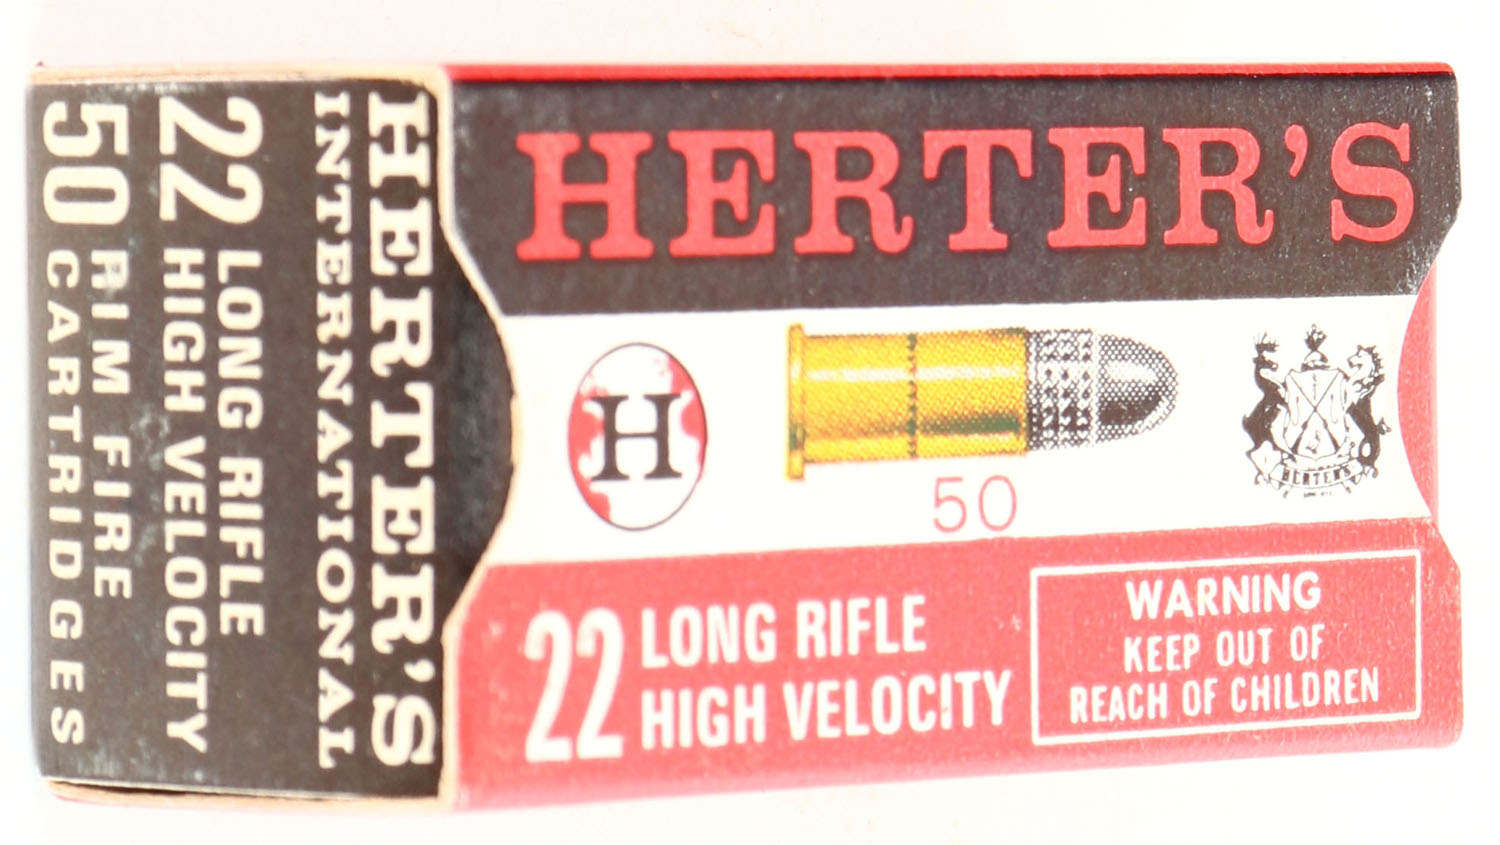 HERTER'S
H
50
HERTER'S
22 LONG RIFLE
HIGH VELOCITY
WARNING
KEEP OUT OF
REACH OF CHILDREN
HERTER'S
INTERNATIONAL
22 LONG RIFLE
HIGH VELOCITY
50 RIM FIRE
CARTRIDGES